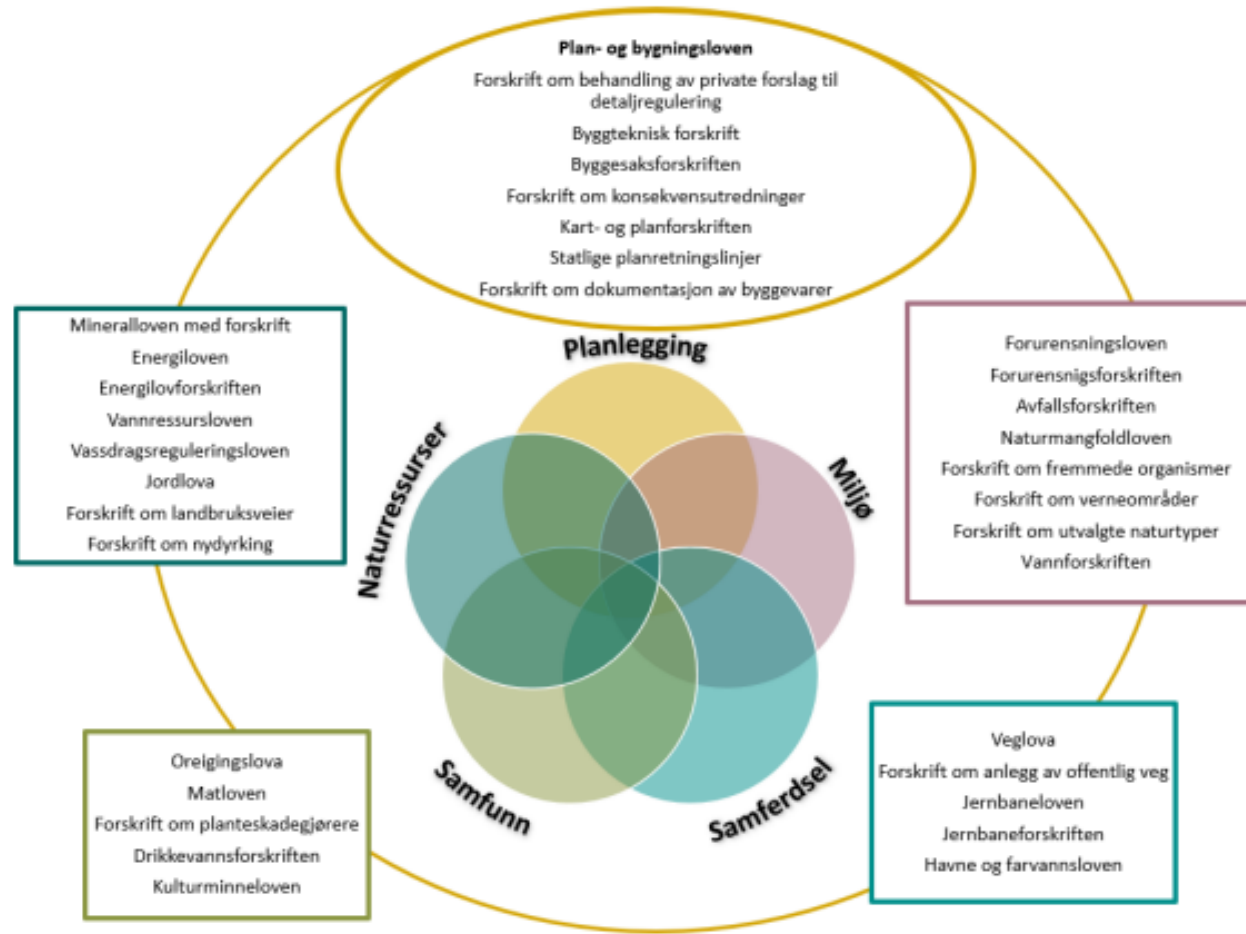 Plan- og bygningsloven
Forskrift om behandling av private forslag til
detaljregulering
Byggteknisk forskrift
Byggesaksforskriften
Forskrift om konsekvensutredninger
Kart- og planforskriften
Statlige planretningslinjer
Forskrift om dokumentasjon av byggevarer
Mineralloven med forskrift
Energiloven
Energilovforskriften
Vannressursloven
Vassdragsreguleringsloven
Jordlova
Forskrift om landbruksveier
Forskrift om nydyrking
Planlegging
Naturressurser
Miljø
Samfunn
Samferdsel
Forurensningsloven
Forurensnigsforskriften
Avfallsforskriften
Naturmangfoldloven
Forskrift om fremmede organismer
Forskrift om verneområder
Forskrift om utvalgte naturtyper
Vannforskriften
Oreigingslova
Matloven
Forskrift om planteskadegjørere
Drikkevannsforskriften
Kulturminneloven
Veglova
Forskrift om anlegg av offentlig veg
Jernbaneloven
Jernbaneforskriften
Havne og farvannsloven